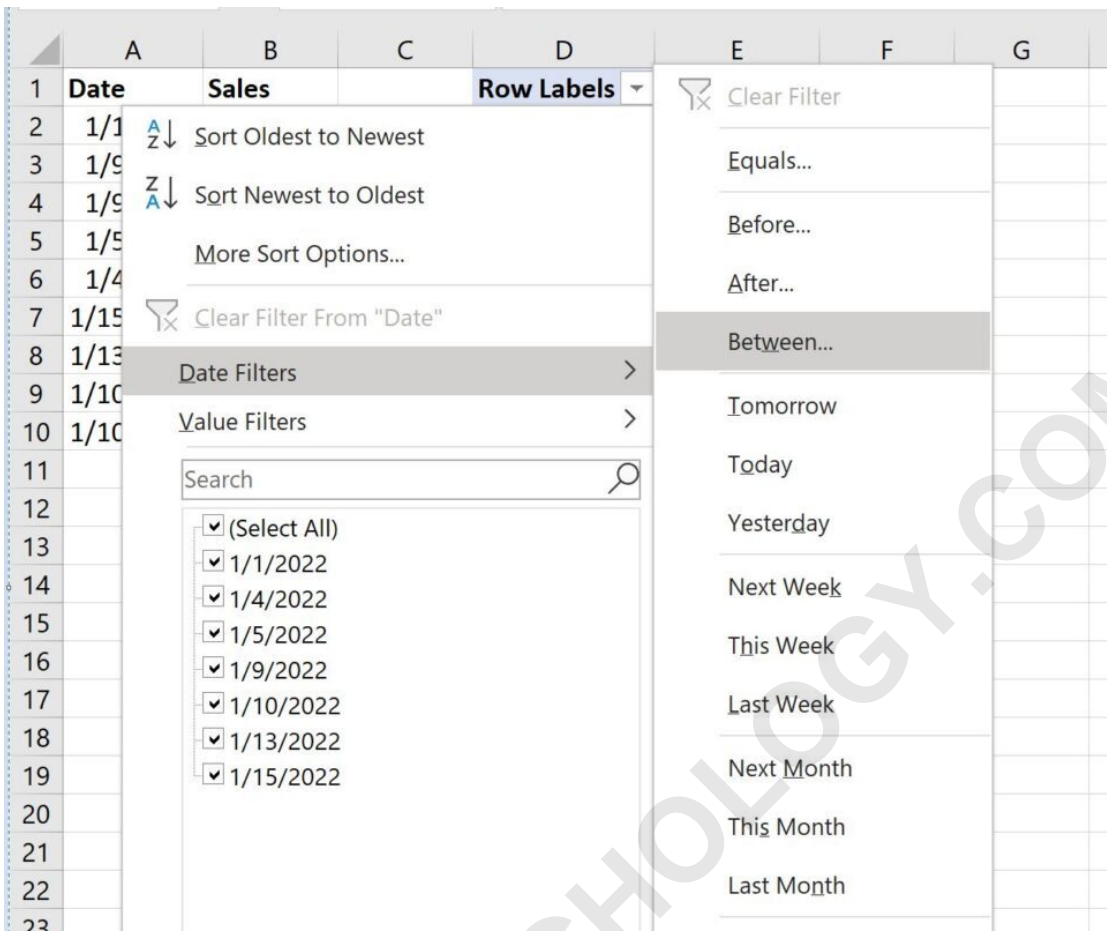 A B C D E F G
1 Date Sales Row Labels
2 1/1
3 1/9
4 1/9
5 1/5
6 1/4
7 1/15
8 1/13
9 1/10
10 1/10
11
12
13
14
15
16
17
18
19
20
21
22
23
Sort Oldest to Newest
Sort Newest to Oldest
More Sort Options...
Clear Filter From "Date"
Date Filters
Value Filters
Search
(Select All)
1/1/2022
1/4/2022
1/5/2022
1/9/2022
1/10/2022
1/13/2022
1/15/2022
Clear Filter
Equals...
Before...
After...
Between...
Tomorrow
Today
Yesterday
Next Week
This Week
Last Week
Next Month
This Month
Last Month